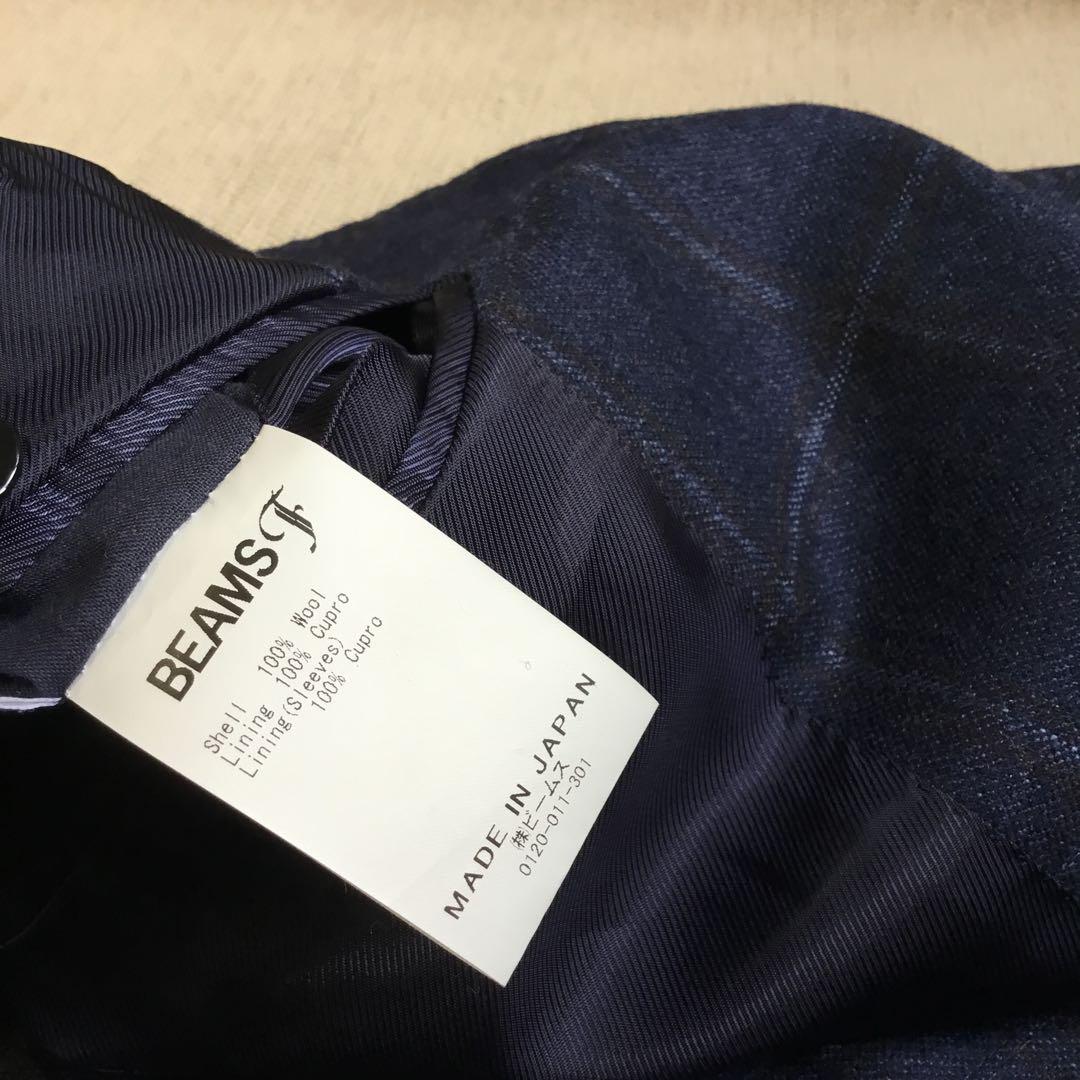 BEAMS F
Shell 100% Wool
Lining 100% Cupro
Lining(Sleeves)
100% Cupro
MADE IN JAPAN
㈱ビームス
0120-011-301